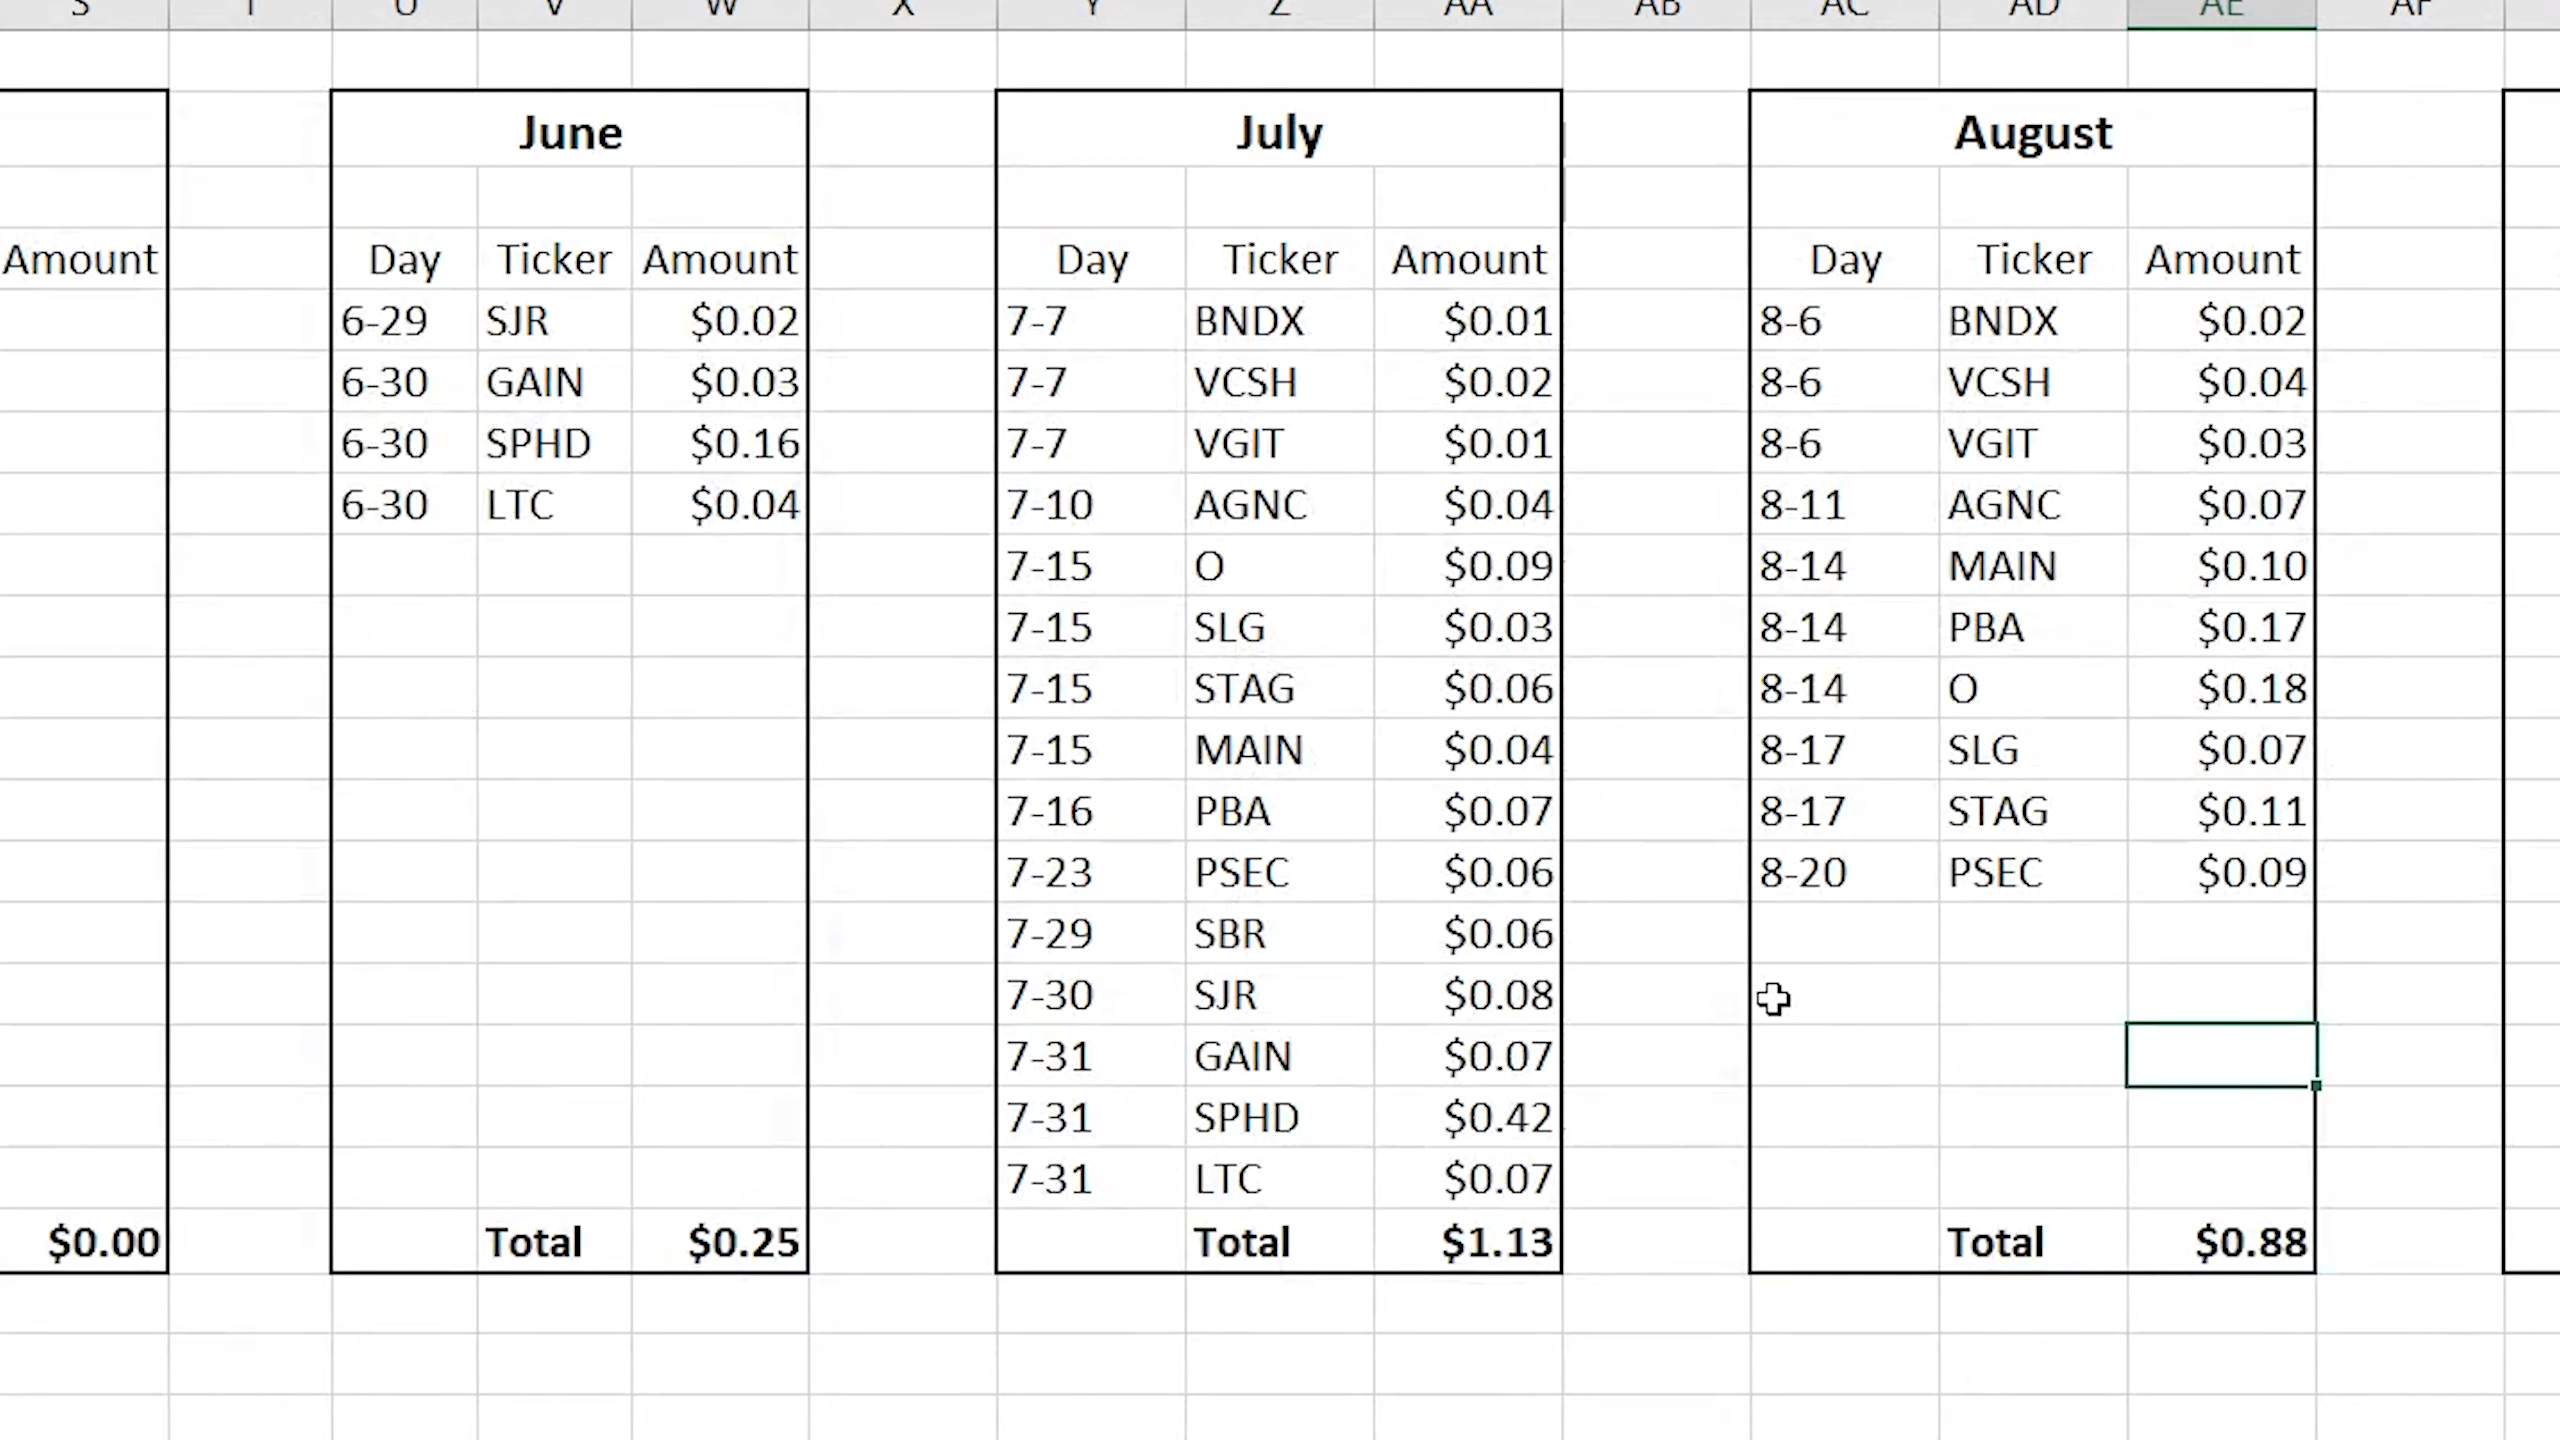 S T U V W X Y Z AA AB AC AD AE AF
June July August
Amount Day Ticker Amount Day Ticker Amount Day Ticker Amount
6-29 SJR $0.02 7-7 BNDX $0.01 8-6 BNDX $0.02
6-30 GAIN $0.03 7-7 VCSH $0.02 8-6 VCSH $0.04
6-30 SPHD $0.16 7-7 VGIT $0.01 8-6 VGIT $0.03
6-30 LTC $0.04 7-10 AGNC $0.04 8-11 AGNC $0.07
7-15 O $0.09 8-14 MAIN $0.10
7-15 SLG $0.03 8-14 PBA $0.17
7-15 STAG $0.06 8-14 O $0.18
7-15 MAIN $0.04 8-17 SLG $0.07
7-16 PBA $0.07 8-17 STAG $0.11
7-23 PSEC $0.06 8-20 PSEC $0.09
7-29 SBR $0.06
7-30 SJR $0.08
7-31 GAIN $0.07
7-31 SPHD $0.42
7-31 LTC $0.07
$0.00 Total $0.25 Total $1.13 Total $0.88